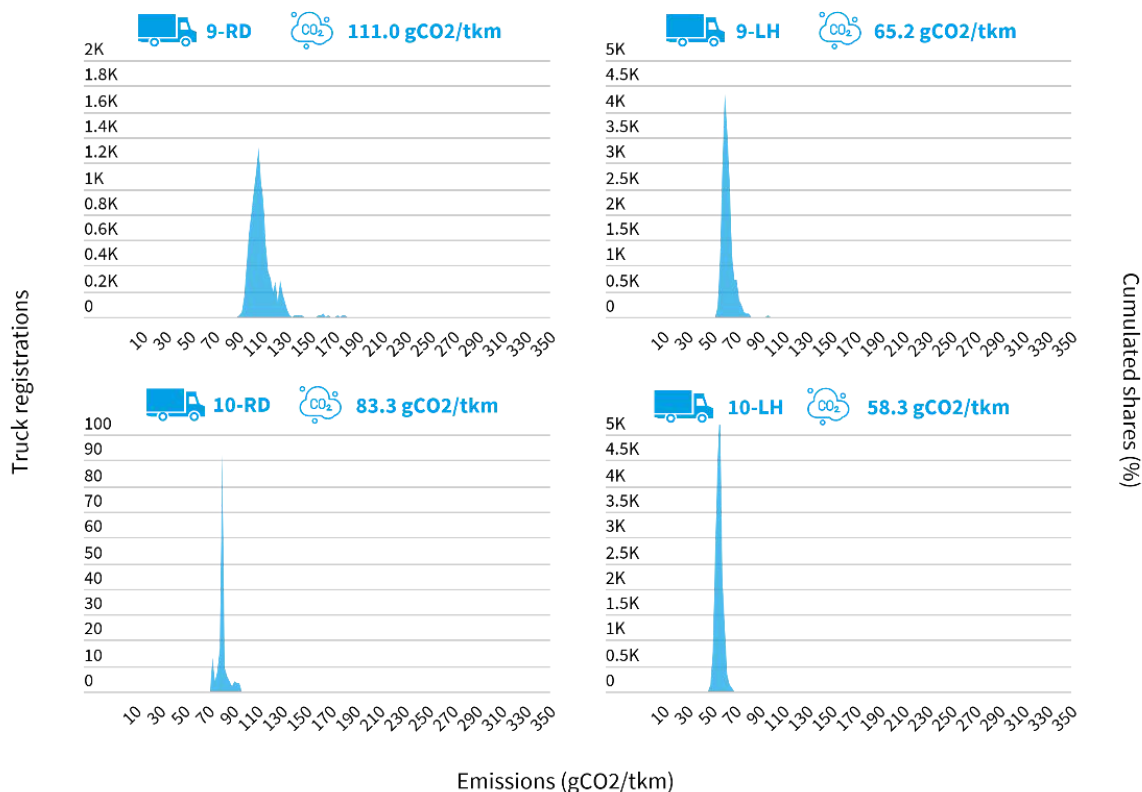 9-RD CO2 111.0 gCO2/tkm
2K
1.8K
1.6K
1.4K
1.2K
1K
0.8K
0.6K
0.4K
0.2K
0
10 30 50 70 90 110 130 150 170 190 210 230 250 270 290 310 330 350
9-LH CO2 65.2 gCO2/tkm
5K
4.5K
4K
3.5K
3K
2.5K
2K
1.5K
1K
0.5K
0
10 30 50 70 90 110 130 150 170 190 210 230 250 270 290 310 330 350
Truck registrations
Cumulated shares (%)
10-RD CO2 83.3 gCO2/tkm
100
90
80
70
60
50
40
30
20
10
0
10 30 50 70 90 110 130 150 170 190 210 230 250 270 290 310 330 350
10-LH CO2 58.3 gCO2/tkm
5K
4.5K
4K
3.5K
3K
2.5K
2K
1.5K
1K
0.5K
0
10 30 50 70 90 110 130 150 170 190 210 230 250 270 290 310 330 350
Emissions (gCO2/tkm)